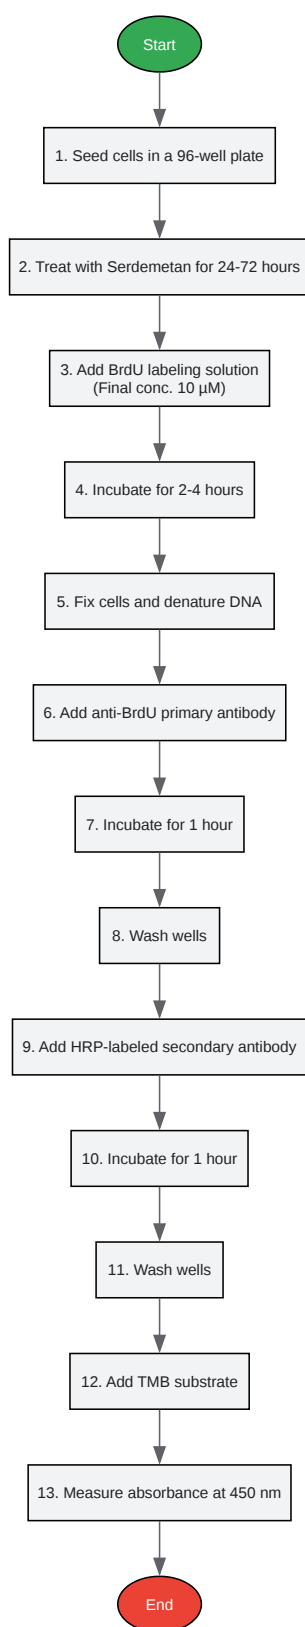 Start
1. Seed cells in a 96-well plate
2. Treat with Serdemetan for 24-72 hours
3. Add BrdU labeling solution
(Final conc. 10 µM)
4. Incubate for 2-4 hours
5. Fix cells and denature DNA
6. Add anti-BrdU primary antibody
7. Incubate for 1 hour
8. Wash wells
9. Add HRP-labeled secondary antibody
10. Incubate for 1 hour
11. Wash wells
12. Add TMB substrate
13. Measure absorbance at 450 nm
End